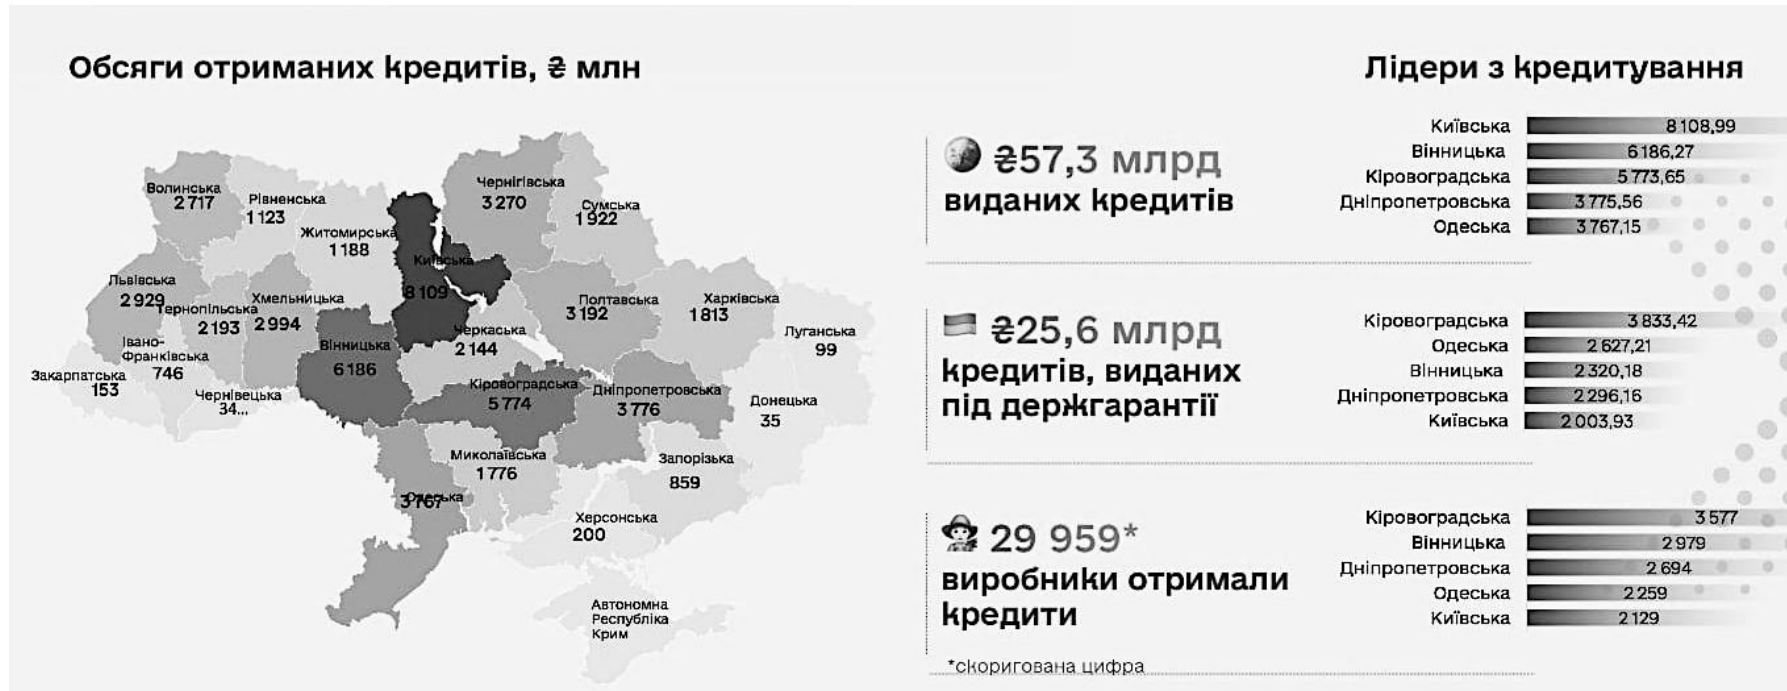 Обсяги отриманих кредитів, ₴ млн
Волинська
2 717
Рівненська
1 123
Житомирська
1 188
Київська
8 109
Чернігівська
3 270
Сумська
1 922
Львівська
2 929
Тернопільська
2 193
Хмельницька
2 994
Вінницька
6 186
Черкаська
2 144
Полтавська
3 192
Харківська
1 813
Луганська
99
Івано-
Франківська
746
Закарпатська
153
Чернівецька
34...
Кіровоградська
5 774
Дніпропетровська
3 776
Донецька
35
Миколаївська
1 776
Запорізька
859
Одеська
3 767
Херсонська
200
Автономна
Республіка
Крим
₴57,3 млрд
виданих кредитів
₴25,6 млрд
кредитів, виданих
під держгарантії
29 959*
виробники отримали
кредити
*скоригована цифра
Лідери з кредитування
Київська 8 108,99
Вінницька 6 186,27
Кіровоградська 5 773,65
Дніпропетровська 3 775,56
Одеська 3 767,15
Кіровоградська 3 833,42
Одеська 2 627,21
Вінницька 2 320,18
Дніпропетровська 2 296,16
Київська 2 003,93
Кіровоградська 3 577
Вінницька 2 979
Дніпропетровська 2 694
Одеська 2 259
Київська 2 129